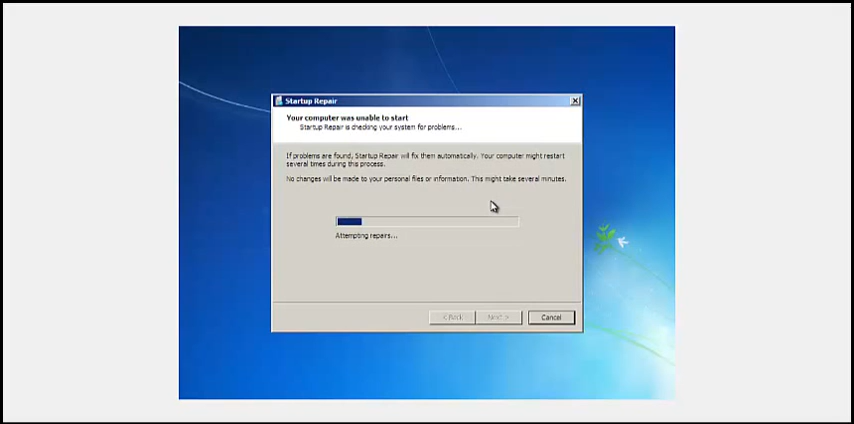 Startup Repair
Your computer was unable to start
Startup Repair is checking your system for problems...
If problems are found, Startup Repair will fix them automatically. Your computer might restart
several times during this process.
No changes will be made to your personal files or information. This might take several minutes.
Attempting repairs...
< Back Next > Cancel